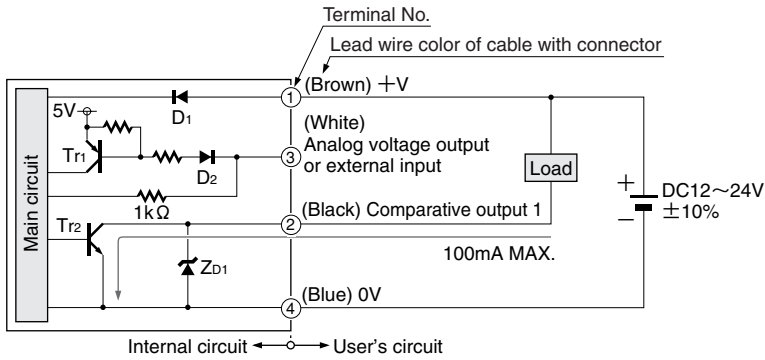 Terminal No.
Lead wire color of cable with connector
1
(Brown) +V
D1
5V
Tr1
(White)
Analog voltage output
or external input
3
D2
1kΩ
Main circuit
Load
+
−
DC12～24V
±10%
2
(Black) Comparative output 1
Tr2
ZD1
100mA MAX.
4
(Blue) 0V
Internal circuit
User's circuit